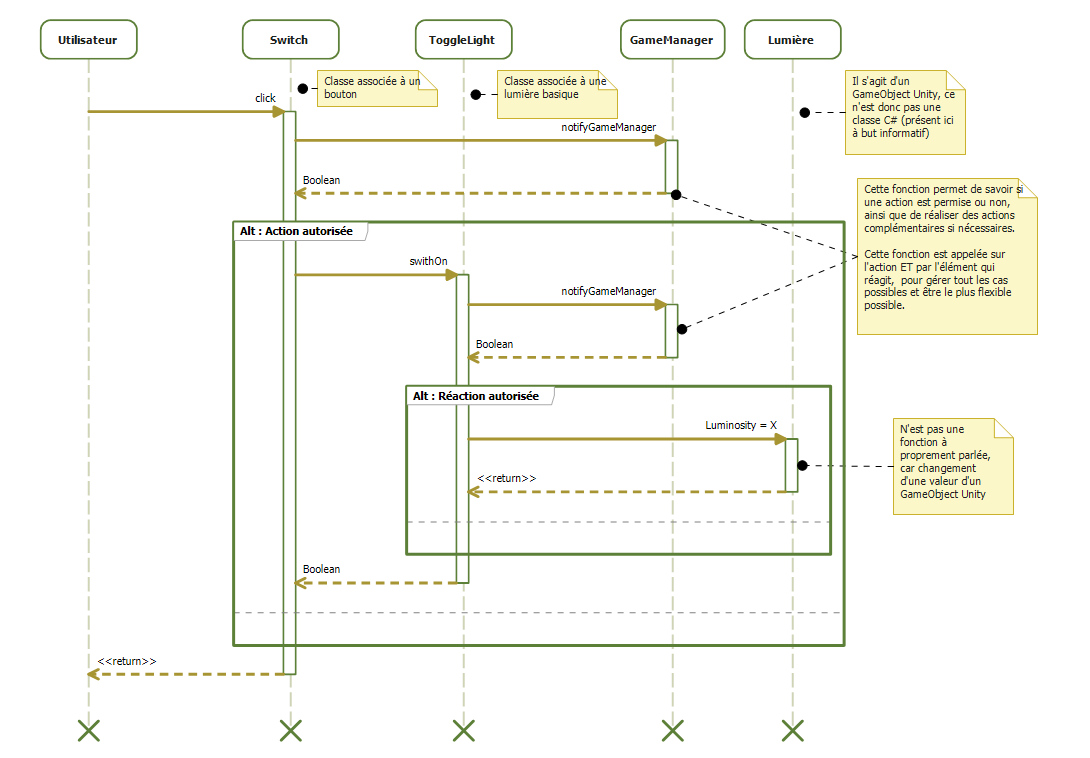 Utilisateur
Switch
ToggleLight
GameManager
Lumière
Classe associée à un
bouton
Classe associée à une
lumière basique
Il s'agit d'un
GameObject Unity, ce
n'est donc pas une
classe C# (présent ici
à but informatif)
click
notifyGameManager
Boolean
Cette fonction permet de savoir si
une action est permise ou non,
ainsi que de réaliser des actions
complémentaires si nécessaires.
Cette fonction est appelée sur
l'action ET par l'élément qui
réagit, pour gérer tout les cas
possibles et être le plus flexible
possible.
Alt : Action autorisée
swithOn
notifyGameManager
Boolean
Alt : Réaction autorisée
Luminosity = X
N'est pas une
fonction à
proprement parlée,
car changement
d'une valeur d'un
GameObject Unity
<<return>>
Boolean
<<return>>